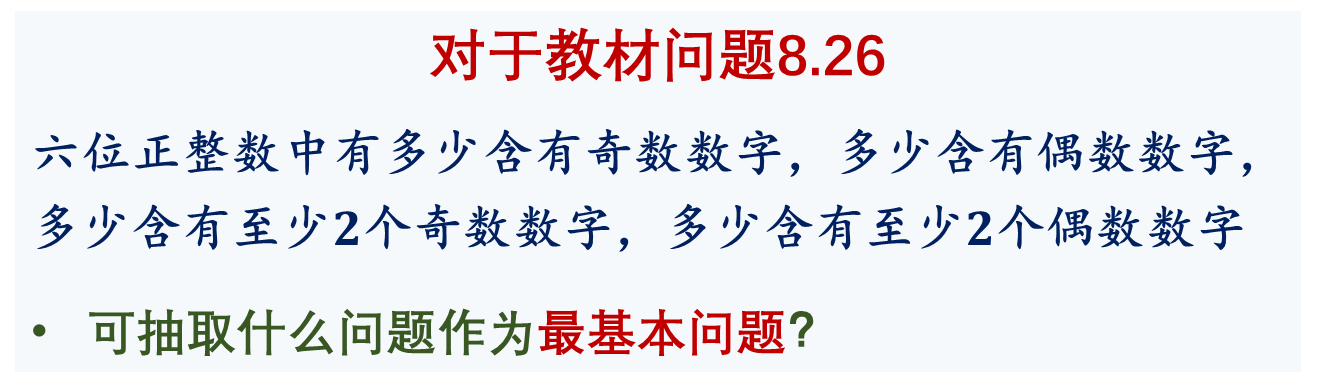 对于教材问题8.26
六位正整数中有多少含有奇数数字，多少含有偶数数字，
多少含有至少2个奇数数字，多少含有至少2个偶数数字
• 可抽取什么问题作为最基本问题？